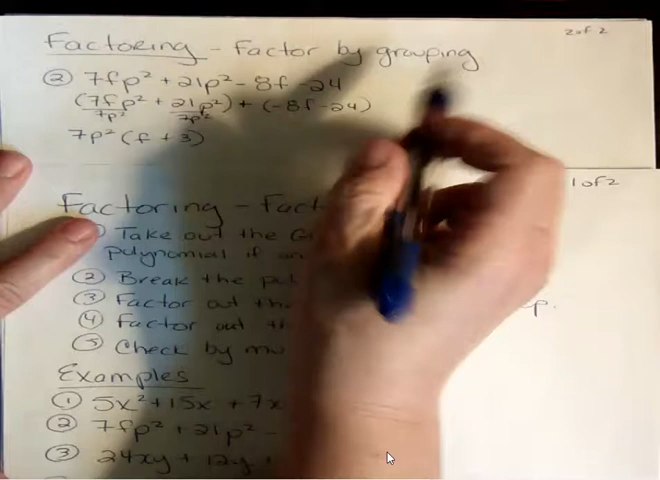 2 of 2
Factoring - Factor by grouping
② 7fp² + 21p² - 8f - 24
(7fp² + 21p²) + (-8f - 24)
7p² 7p²
7p² (f + 3)
1 of 2
Factoring - Fact
Take out the G
polynomial if
② Break the
③ Factor out th
④ Factor out th
⑤ Check by mu
Examples
① 5x² + 15x + 7x
② 7fp² + 21p² -
③ 24xy + 12y